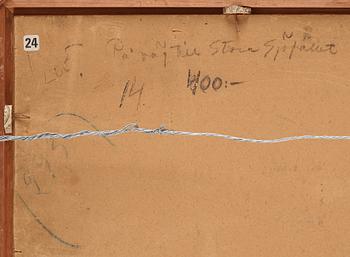 24
På väg till Stora Sjöfallet
14. 400:-